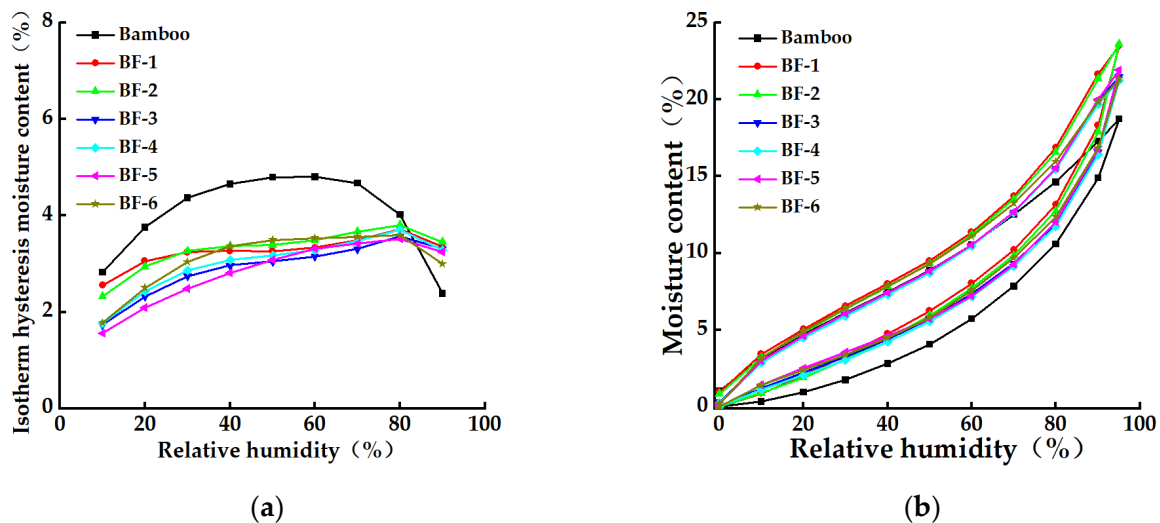 Isotherm hysteresis moisture content（%）
8
6
4
2
0
Bamboo
BF-1
BF-2
BF-3
BF-4
BF-5
BF-6
0 20 40 60 80 100
Relative humidity（%）
(a)
Moisture content（%）
25
20
15
10
5
0
Bamboo
BF-1
BF-2
BF-3
BF-4
BF-5
BF-6
0 20 40 60 80 100
Relative humidity（%）
(b)